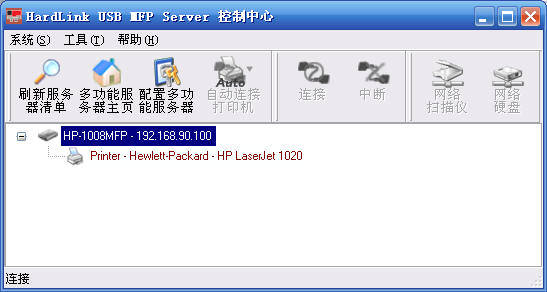 HardLink USB MFP Server 控制中心
系统(S) 工具(T) 帮助(H)
刷新服务器清单
多功能服务器主页
配置多功能服务器
Auto
自动连接打印机
连接
中断
网络扫描仪
网络硬盘
HP-1008MFP - 192.168.90.100
Printer - Hewlett-Packard - HP LaserJet 1020
连接